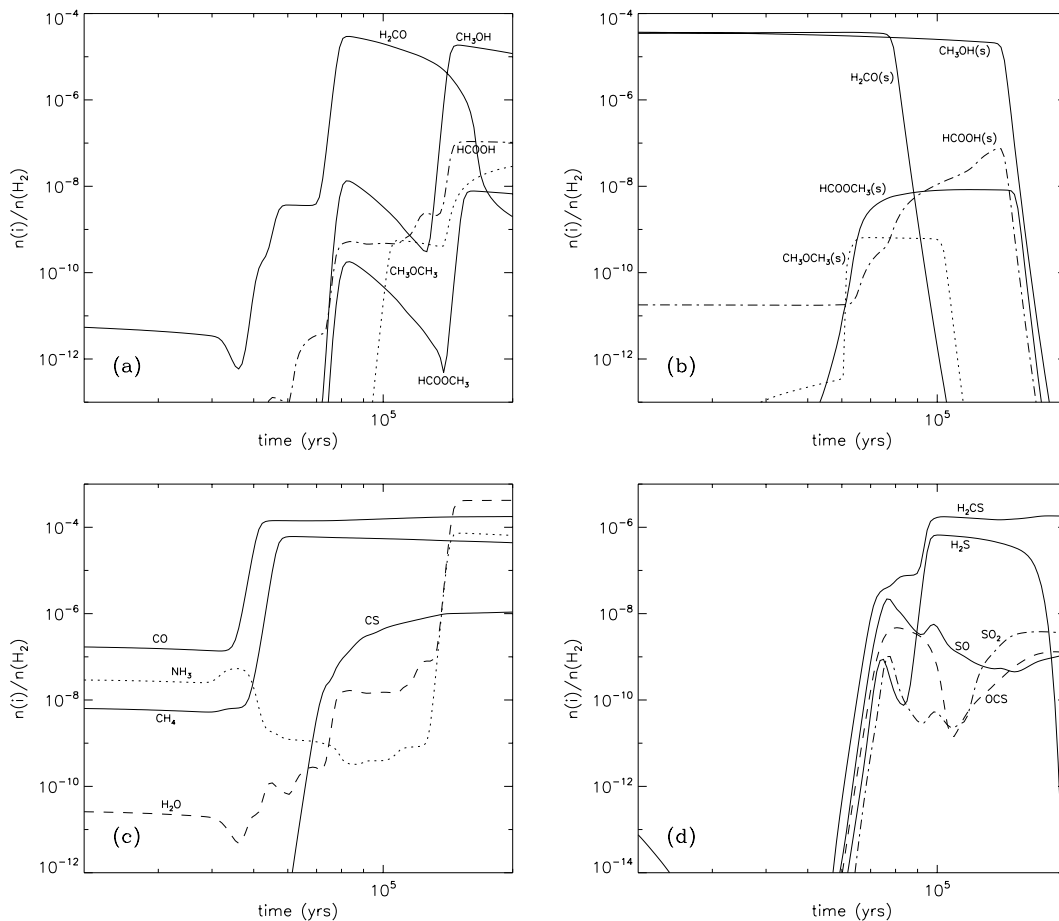 10⁻⁴
10⁻⁶
10⁻⁸
10⁻¹⁰
10⁻¹²
n(i)/n(H₂)
H₂CO
CH₃OH
HCOOH
CH₃OCH₃
HCOOCH₃
(a)
10⁵
time (yrs)
10⁻⁴
10⁻⁶
10⁻⁸
10⁻¹⁰
10⁻¹²
n(i)/n(H₂)
CH₃OH(s)
H₂CO(s)
HCOOH(s)
HCOOCH₃(s)
CH₃OCH₃(s)
(b)
10⁵
time (yrs)
10⁻⁴
10⁻⁶
10⁻⁸
10⁻¹⁰
10⁻¹²
n(i)/n(H₂)
CS
CO
NH₃
CH₄
H₂O
(c)
10⁵
time (yrs)
10⁻⁶
10⁻⁸
10⁻¹⁰
10⁻¹²
10⁻¹⁴
n(i)/n(H₂)
H₂CS
H₂S
SO₂
SO
OCS
(d)
10⁵
time (yrs)